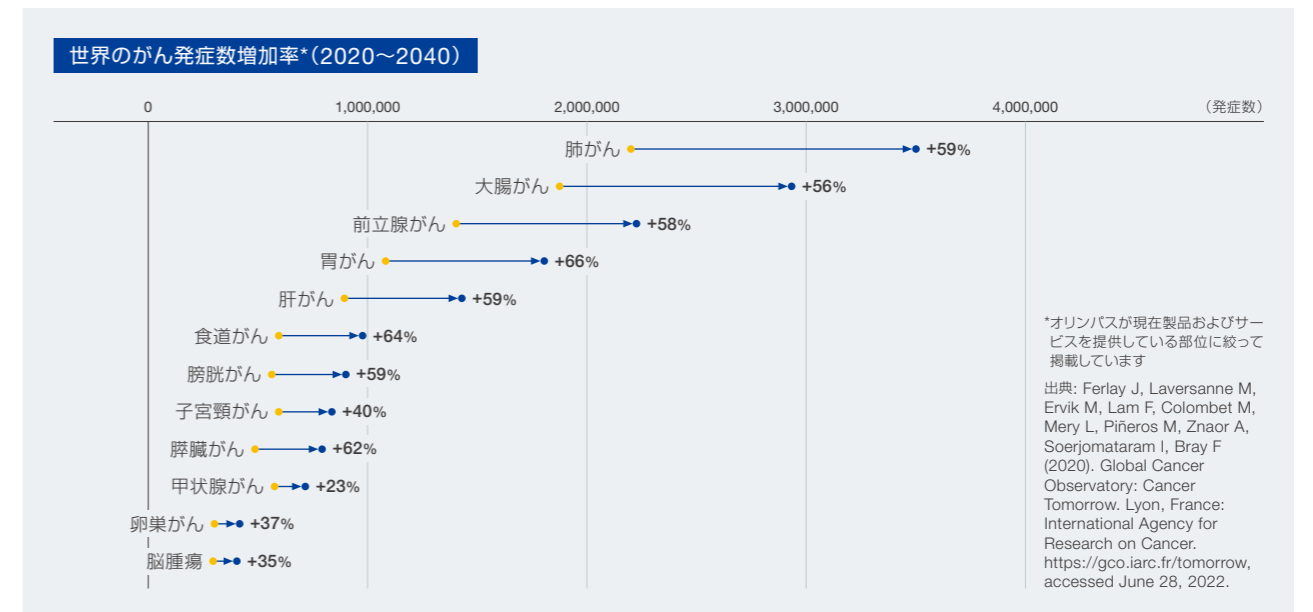 世界のがん発症数増加率*(2020〜2040)
0 1,000,000 2,000,000 3,000,000 4,000,000 (発症数)
肺がん +59%
大腸がん +56%
前立腺がん +58%
胃がん +66%
肝がん +59%
食道がん +64%
膀胱がん +59%
子宮頸がん +40%
膵臓がん +62%
甲状腺がん +23%
卵巣がん +37%
脳腫瘍 +35%
*オリンパスが現在製品およびサー
ビスを提供している部位に絞って
掲載しています
出典: Ferlay J, Laversanne M,
Ervik M, Lam F, Colombet M,
Mery L, Piñeros M, Znaor A,
Soerjomataram I, Bray F
(2020). Global Cancer
Observatory: Cancer
Tomorrow. Lyon, France:
International Agency for
Research on Cancer.
https://gco.iarc.fr/tomorrow,
accessed June 28, 2022.